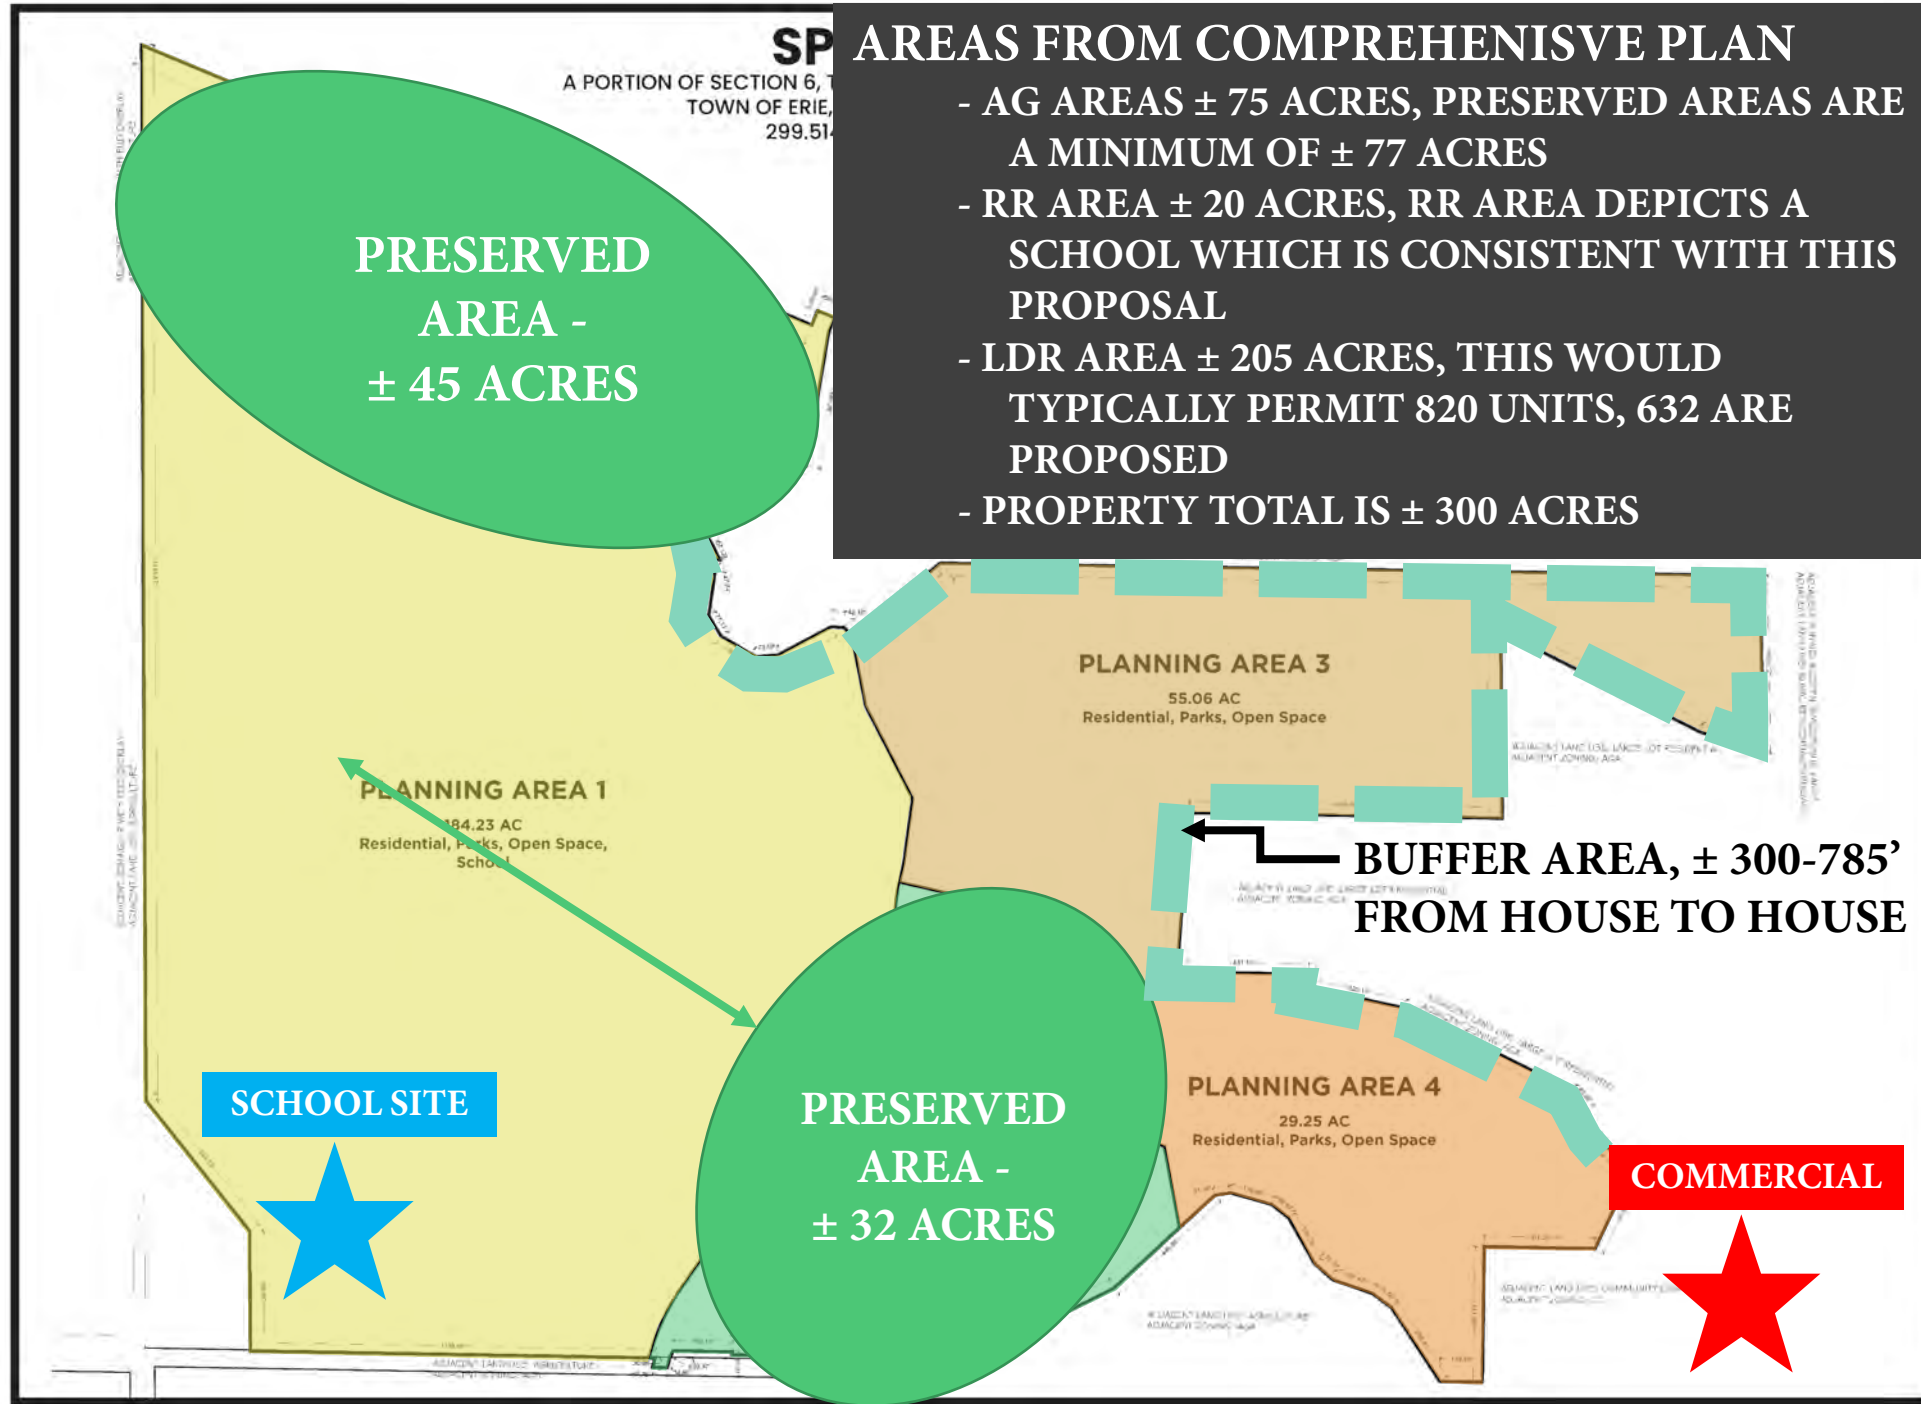 SP
A PORTION OF SECTION 6, T
TOWN OF ERIE,
299.514
AREAS FROM COMPREHENISVE PLAN
- AG AREAS ± 75 ACRES, PRESERVED AREAS ARE
A MINIMUM OF ± 77 ACRES
- RR AREA ± 20 ACRES, RR AREA DEPICTS A
SCHOOL WHICH IS CONSISTENT WITH THIS
PROPOSAL
- LDR AREA ± 205 ACRES, THIS WOULD
TYPICALLY PERMIT 820 UNITS, 632 ARE
PROPOSED
- PROPERTY TOTAL IS ± 300 ACRES
PRESERVED
AREA -
± 45 ACRES
PLANNING AREA 3
55.06 AC
Residential, Parks, Open Space
PLANNING AREA 1
184.23 AC
Residential, Parks, Open Space,
School
BUFFER AREA, ± 300-785’
FROM HOUSE TO HOUSE
SCHOOL SITE
PRESERVED
AREA -
± 32 ACRES
PLANNING AREA 4
29.25 AC
Residential, Parks, Open Space
COMMERCIAL